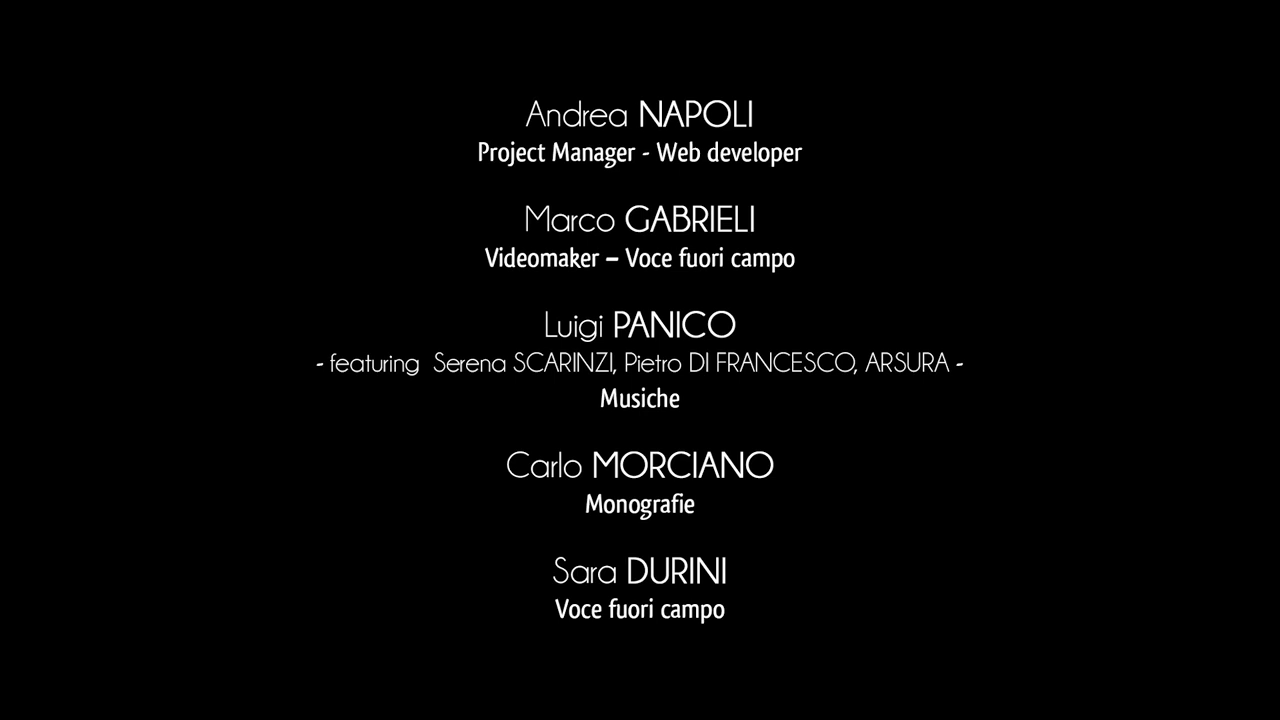 Andrea NAPOLI
Project Manager - Web developer
Marco GABRIELI
Videomaker – Voce fuori campo
Luigi PANICO
- featuring  Serena SCARINZI, Pietro DI FRANCESCO, ARSURA -
Musiche
Carlo MORCIANO
Monografie
Sara DURINI
Voce fuori campo